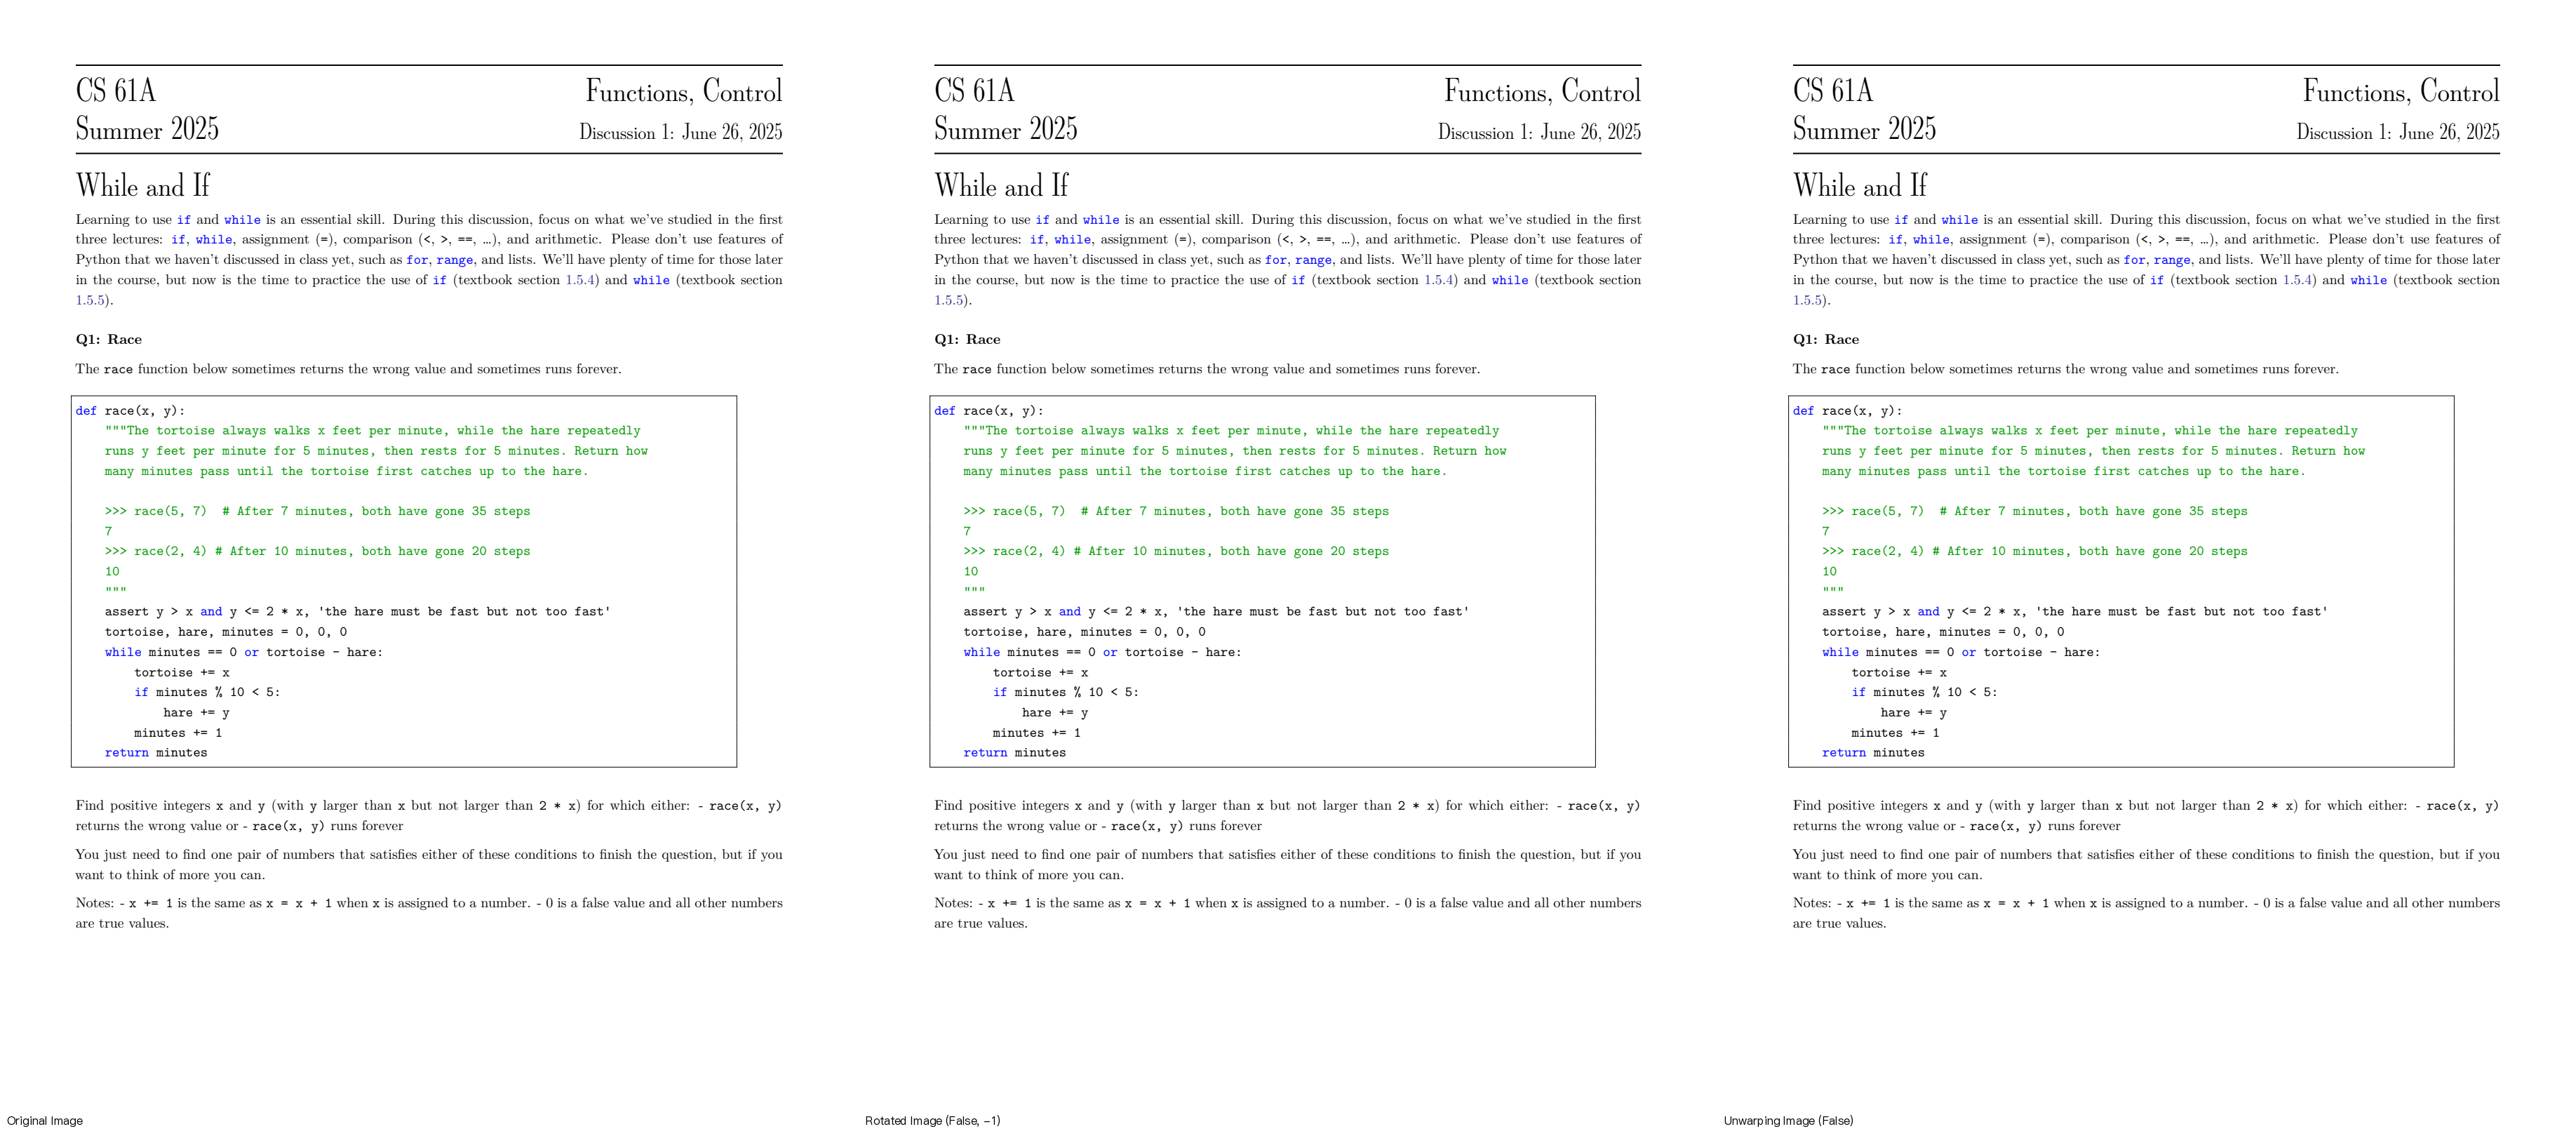 CS 61A
Functions, Control
Summer 2025
Discussion 1: June 26, 2025
While and If
Learning to use if and while is an essential skill. During this discussion, focus on what we've studied in the first
three lectures: if, while, assignment (=), comparison (<, >, ==, …), and arithmetic. Please don't use features of
Python that we haven't discussed in class yet, such as for, range, and lists. We'll have plenty of time for those later
in the course, but now is the time to practice the use of if (textbook section 1.5.4) and while (textbook section
1.5.5).
Q1: Race
The race function below sometimes returns the wrong value and sometimes runs forever.
def race(x, y):
    """The tortoise always walks x feet per minute, while the hare repeatedly
    runs y feet per minute for 5 minutes, then rests for 5 minutes. Return how
    many minutes pass until the tortoise first catches up to the hare.
    >>> race(5, 7)  # After 7 minutes, both have gone 35 steps
    7
    >>> race(2, 4) # After 10 minutes, both have gone 20 steps
    10
    """
    assert y > x and y <= 2 * x, 'the hare must be fast but not too fast'
    tortoise, hare, minutes = 0, 0, 0
    while minutes == 0 or tortoise - hare:
        tortoise += x
        if minutes % 10 < 5:
            hare += y
        minutes += 1
    return minutes
Find positive integers x and y (with y larger than x but not larger than 2 * x) for which either: - race(x, y)
returns the wrong value or - race(x, y) runs forever
You just need to find one pair of numbers that satisfies either of these conditions to finish the question, but if you
want to think of more you can.
Notes: - x += 1 is the same as x = x + 1 when x is assigned to a number. - 0 is a false value and all other numbers
are true values.
Original Image
CS 61A
Functions, Control
Summer 2025
Discussion 1: June 26, 2025
While and If
Learning to use if and while is an essential skill. During this discussion, focus on what we've studied in the first
three lectures: if, while, assignment (=), comparison (<, >, ==, …), and arithmetic. Please don't use features of
Python that we haven't discussed in class yet, such as for, range, and lists. We'll have plenty of time for those later
in the course, but now is the time to practice the use of if (textbook section 1.5.4) and while (textbook section
1.5.5).
Q1: Race
The race function below sometimes returns the wrong value and sometimes runs forever.
def race(x, y):
    """The tortoise always walks x feet per minute, while the hare repeatedly
    runs y feet per minute for 5 minutes, then rests for 5 minutes. Return how
    many minutes pass until the tortoise first catches up to the hare.
    >>> race(5, 7)  # After 7 minutes, both have gone 35 steps
    7
    >>> race(2, 4) # After 10 minutes, both have gone 20 steps
    10
    """
    assert y > x and y <= 2 * x, 'the hare must be fast but not too fast'
    tortoise, hare, minutes = 0, 0, 0
    while minutes == 0 or tortoise - hare:
        tortoise += x
        if minutes % 10 < 5:
            hare += y
        minutes += 1
    return minutes
Find positive integers x and y (with y larger than x but not larger than 2 * x) for which either: - race(x, y)
returns the wrong value or - race(x, y) runs forever
You just need to find one pair of numbers that satisfies either of these conditions to finish the question, but if you
want to think of more you can.
Notes: - x += 1 is the same as x = x + 1 when x is assigned to a number. - 0 is a false value and all other numbers
are true values.
Rotated Image (False, -1)
CS 61A
Functions, Control
Summer 2025
Discussion 1: June 26, 2025
While and If
Learning to use if and while is an essential skill. During this discussion, focus on what we've studied in the first
three lectures: if, while, assignment (=), comparison (<, >, ==, …), and arithmetic. Please don't use features of
Python that we haven't discussed in class yet, such as for, range, and lists. We'll have plenty of time for those later
in the course, but now is the time to practice the use of if (textbook section 1.5.4) and while (textbook section
1.5.5).
Q1: Race
The race function below sometimes returns the wrong value and sometimes runs forever.
def race(x, y):
    """The tortoise always walks x feet per minute, while the hare repeatedly
    runs y feet per minute for 5 minutes, then rests for 5 minutes. Return how
    many minutes pass until the tortoise first catches up to the hare.
    >>> race(5, 7)  # After 7 minutes, both have gone 35 steps
    7
    >>> race(2, 4) # After 10 minutes, both have gone 20 steps
    10
    """
    assert y > x and y <= 2 * x, 'the hare must be fast but not too fast'
    tortoise, hare, minutes = 0, 0, 0
    while minutes == 0 or tortoise - hare:
        tortoise += x
        if minutes % 10 < 5:
            hare += y
        minutes += 1
    return minutes
Find positive integers x and y (with y larger than x but not larger than 2 * x) for which either: - race(x, y)
returns the wrong value or - race(x, y) runs forever
You just need to find one pair of numbers that satisfies either of these conditions to finish the question, but if you
want to think of more you can.
Notes: - x += 1 is the same as x = x + 1 when x is assigned to a number. - 0 is a false value and all other numbers
are true values.
Unwarping Image (False)